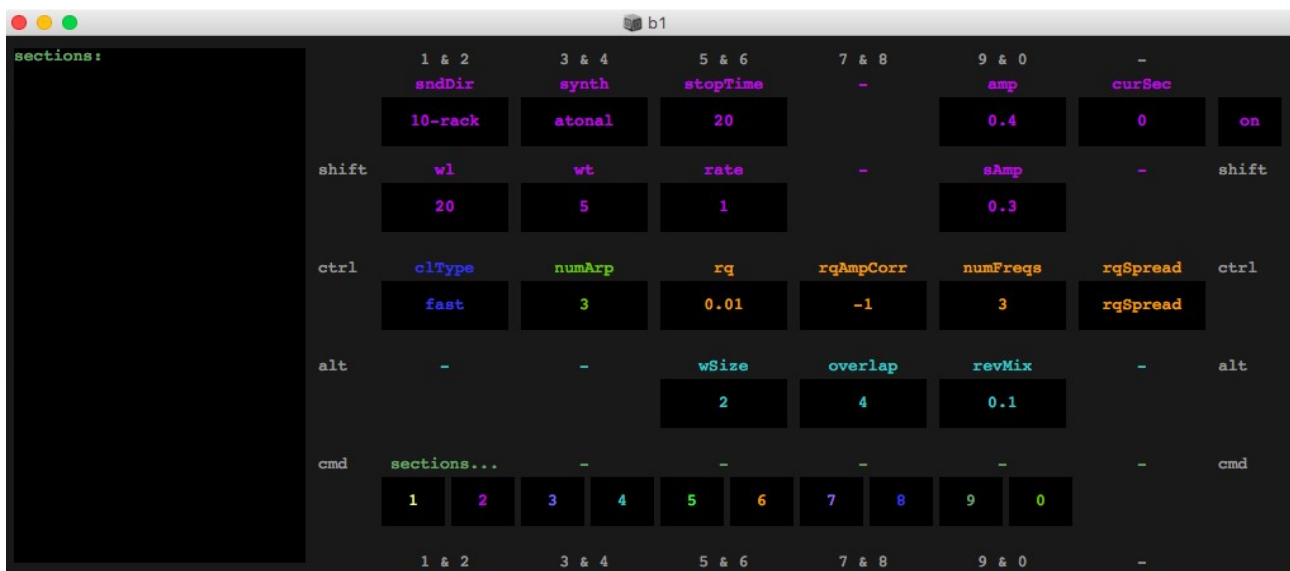 b1
sections:
1 & 2 3 & 4 5 & 6 7 & 8 9 & 0 -
sndDir synth stopTime - amp curSec
10-rack atonal 20 0.4 0 on
shift wl wt rate - sAmp - shift
20 5 1 0.3
ctrl clType numArp rq rqAmpCorr numFreqs rqSpread ctrl
fast 3 0.01 -1 3 rqSpread
alt - - wSize overlap revMix - alt
2 4 0.1
cmd sections... - - - - - cmd
1 2 3 4 5 6 7 8 9 0
1 & 2 3 & 4 5 & 6 7 & 8 9 & 0 -